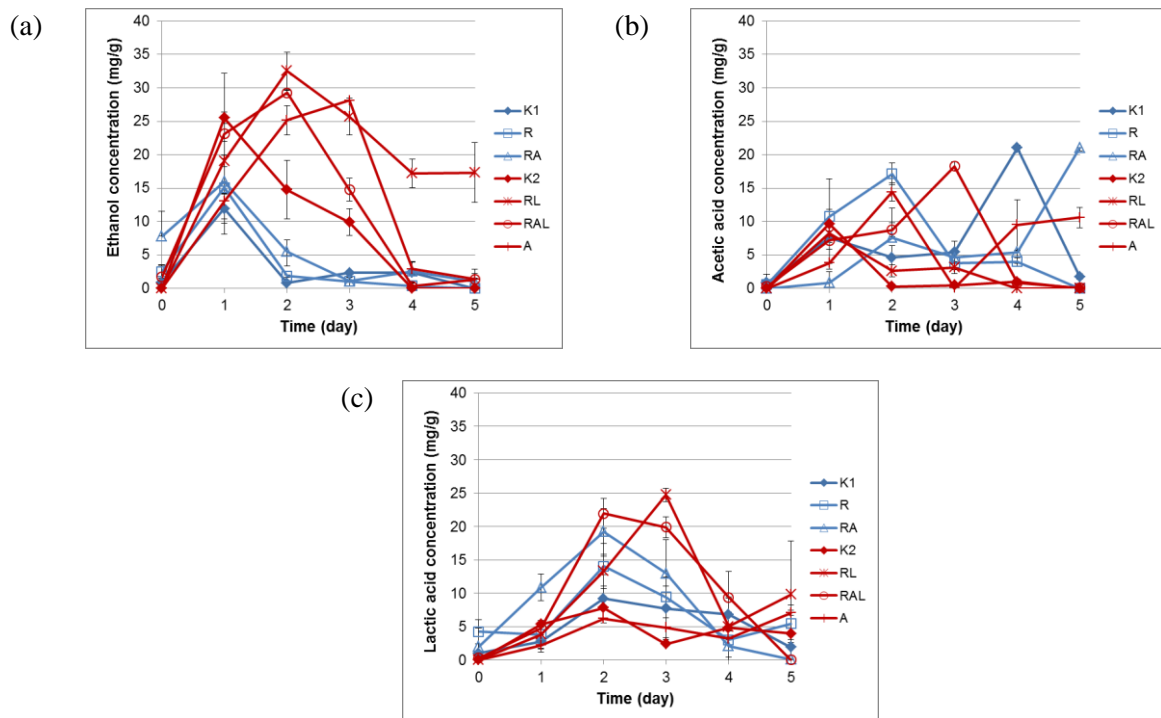 (a)
Ethanol concentration (mg/g)
40
35
30
25
20
15
10
5
0
0 1 2 3 4 5
Time (day)
K1
R
RA
K2
RL
RAL
A
(b)
Acetic acid concentration (mg/g)
40
35
30
25
20
15
10
5
0
0 1 2 3 4 5
Time (day)
K1
R
RA
K2
RL
RAL
A
(c)
Lactic acid concentration (mg/g)
40
35
30
25
20
15
10
5
0
0 1 2 3 4 5
Time (day)
K1
R
RA
K2
RL
RAL
A